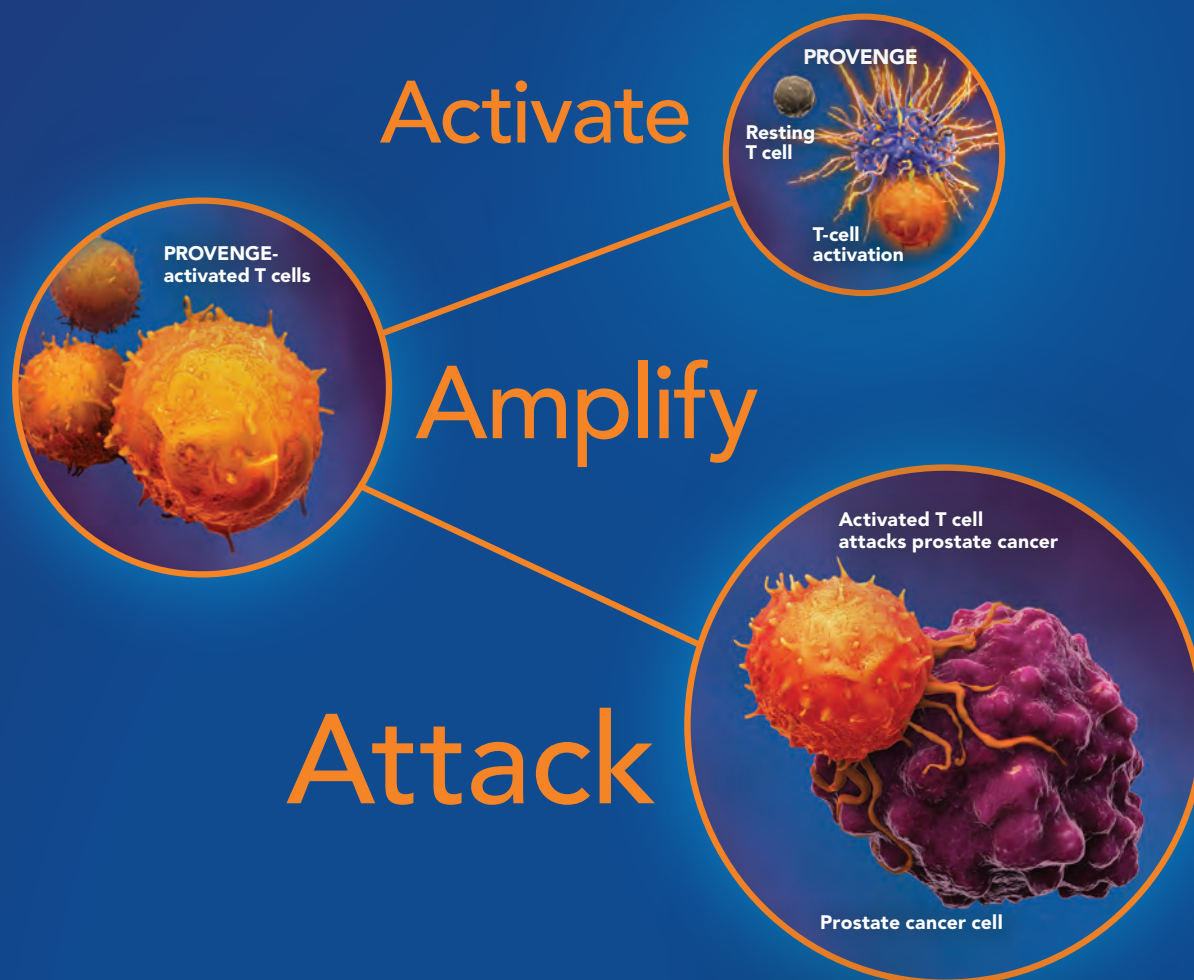 Activate
PROVENGE
Resting
T cell
T-cell
activation
PROVENGE-
activated T cells
Amplify
Activated T cell
attacks prostate cancer
Attack
Prostate cancer cell